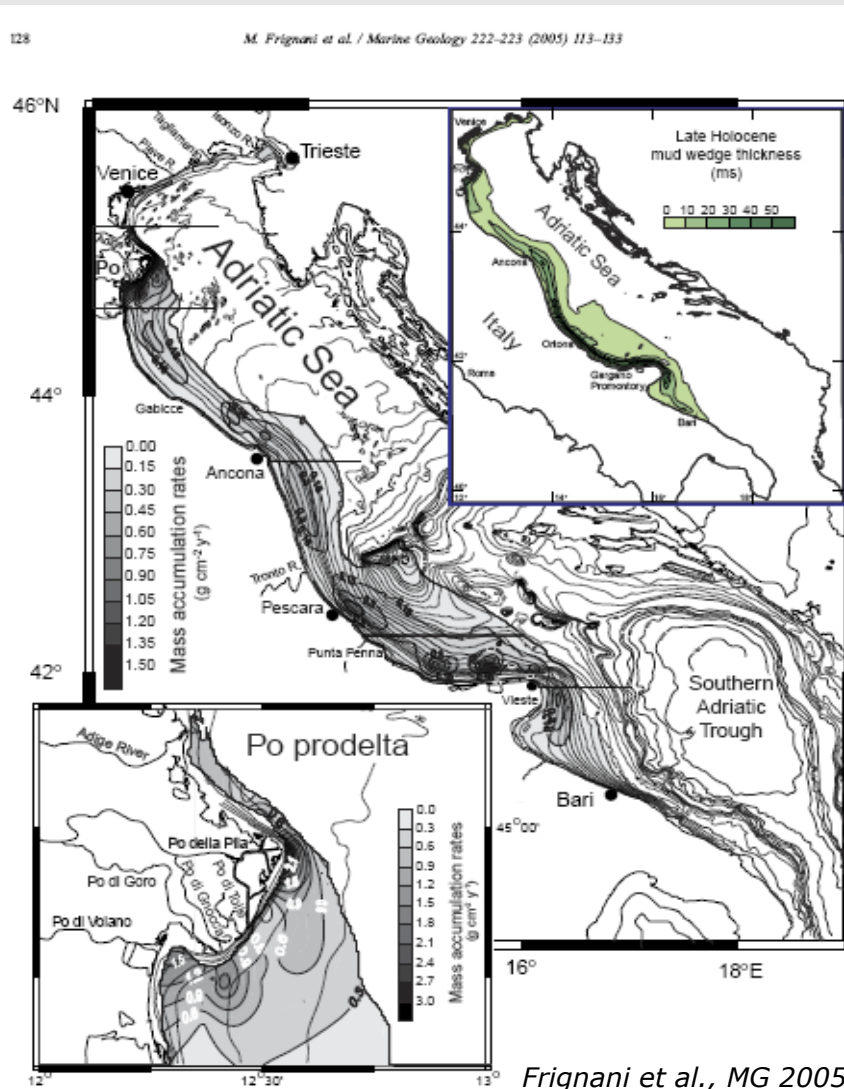 128
M. Frignani et al. / Marine Geology 222–223 (2005) 113–133
46°N
Trieste
Isonzo R.
Tagliamento
Piave R.
Venice
Po
Adriatic Sea
44°
Gabicce
Ancona
Tronto R.
Pescara
Punta Penna
42°
Vieste
Southern
Adriatic
Trough
Bari
16°
18°E
0.00
0.15
0.30
0.45
0.60
0.75
0.90
1.05
1.20
1.35
1.50
Mass accumulation rates
(g cm-2 y-1)
Late Holocene
mud wedge thickness
(ms)
0 10 20 30 40 50
Venice
44°
Adriatic Sea
Ancona
Italy
Ortona
42°
Roma
Gargano
Promontory
Bari
Po prodelta
Adige River
Po della Pila
Po di Tolle
Po di Gnocca
Po di Goro
Po di Volano
0.0
0.3
0.6
0.9
1.2
1.5
1.8
2.1
2.4
2.7
3.0
Mass accumulation rates
(g cm-2 y-1)
45°00'
12°
12°30'
13°
Frignani et al., MG 2005